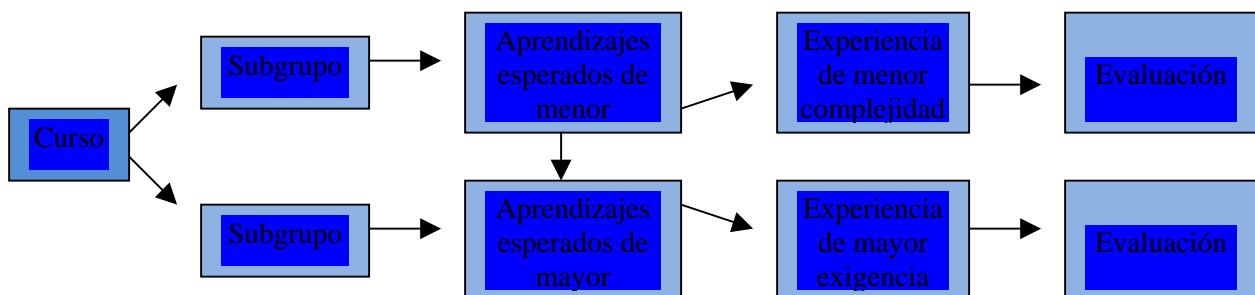 Curso
Subgrupo
Aprendizajes
esperados de
menor
Experiencia
de menor
complejidad
Evaluación
Subgrupo
Aprendizajes
esperados de
mayor
Experiencia
de mayor
exigencia
Evaluación